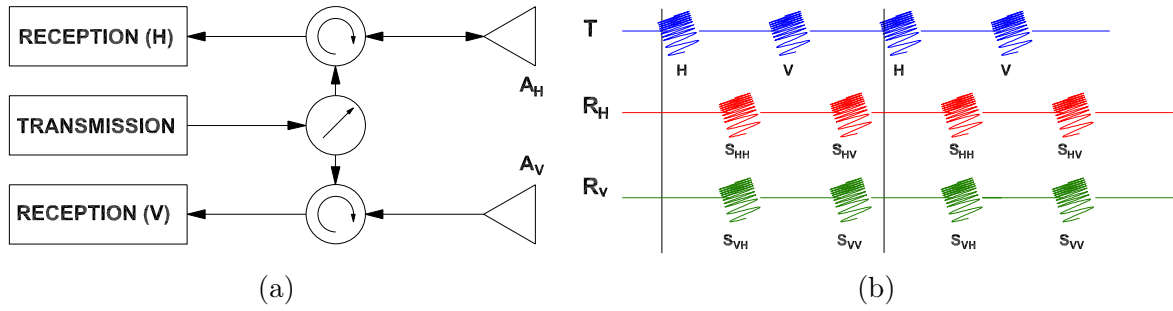 RECEPTION (H)
A_H
TRANSMISSION
A_V
RECEPTION (V)
(a)
T
H V H V
R_H
S_HH S_HV S_HH S_HV
R_V
S_VH S_VV S_VH S_VV
(b)